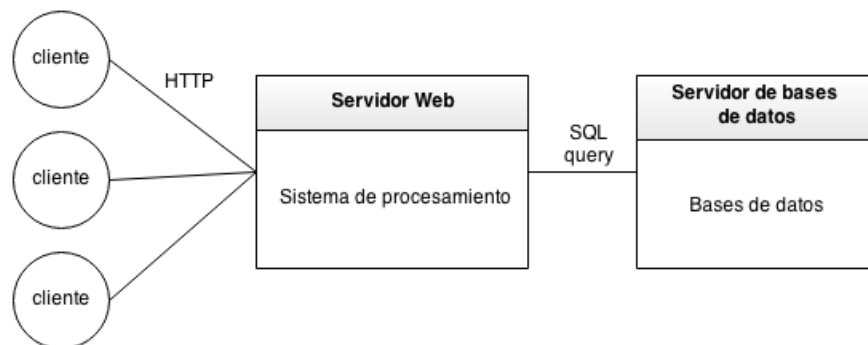 cliente
HTTP
cliente
cliente
Servidor Web
Sistema de procesamiento
SQL
query
Servidor de bases
de datos
Bases de datos